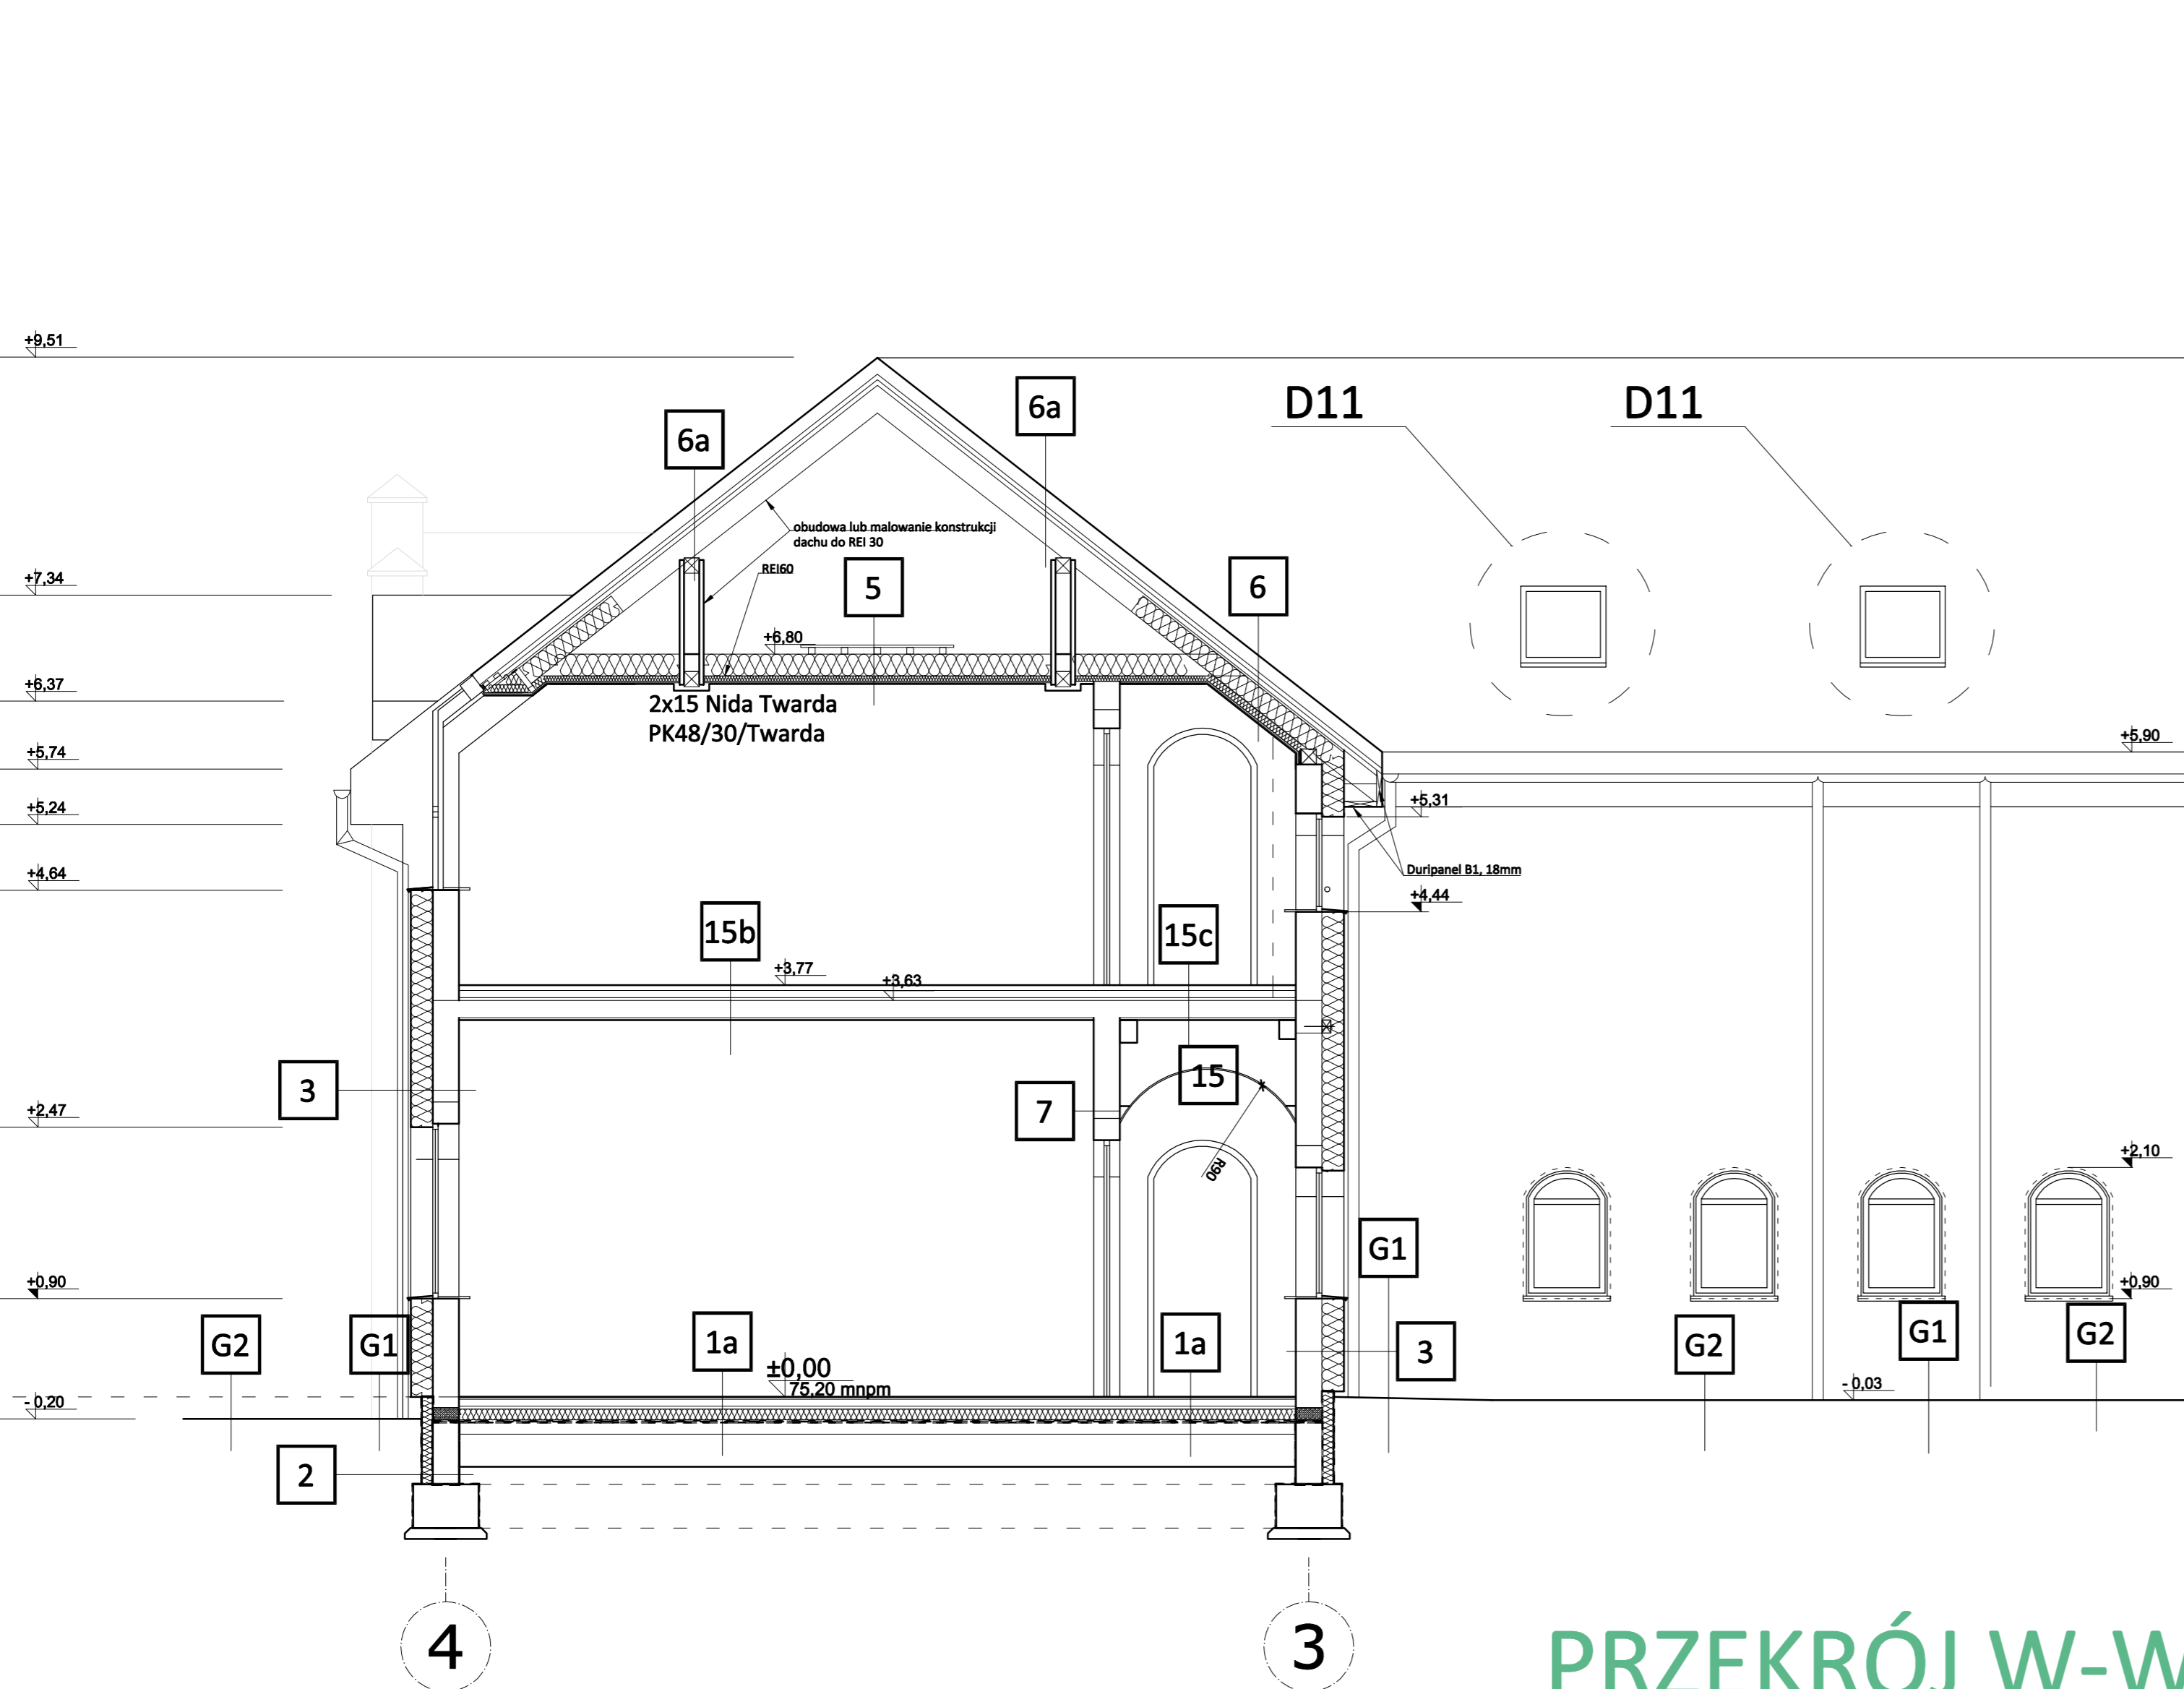 +9,51
6a
6a
D11
D11
obudowa lub malowanie konstrukcji
dachu do REI 30
REI60
5
6
+7,34
+6,80
+6,37
2x15 Nida Twarda
PK48/30/Twarda
+5,74
+5,90
+5,24
+5,31
+4,64
Duripanel B1, 18mm
+4,44
15b
15c
+3,77
+3,63
3
15
7
+2,47
R90
+2,10
G1
+0,90
+0,90
G2
G1
1a
1a
3
G2
G1
G2
±0,00
75,20 mnpm
- 0,20
- 0,03
2
4
3
PRZEKRÓJ W-W